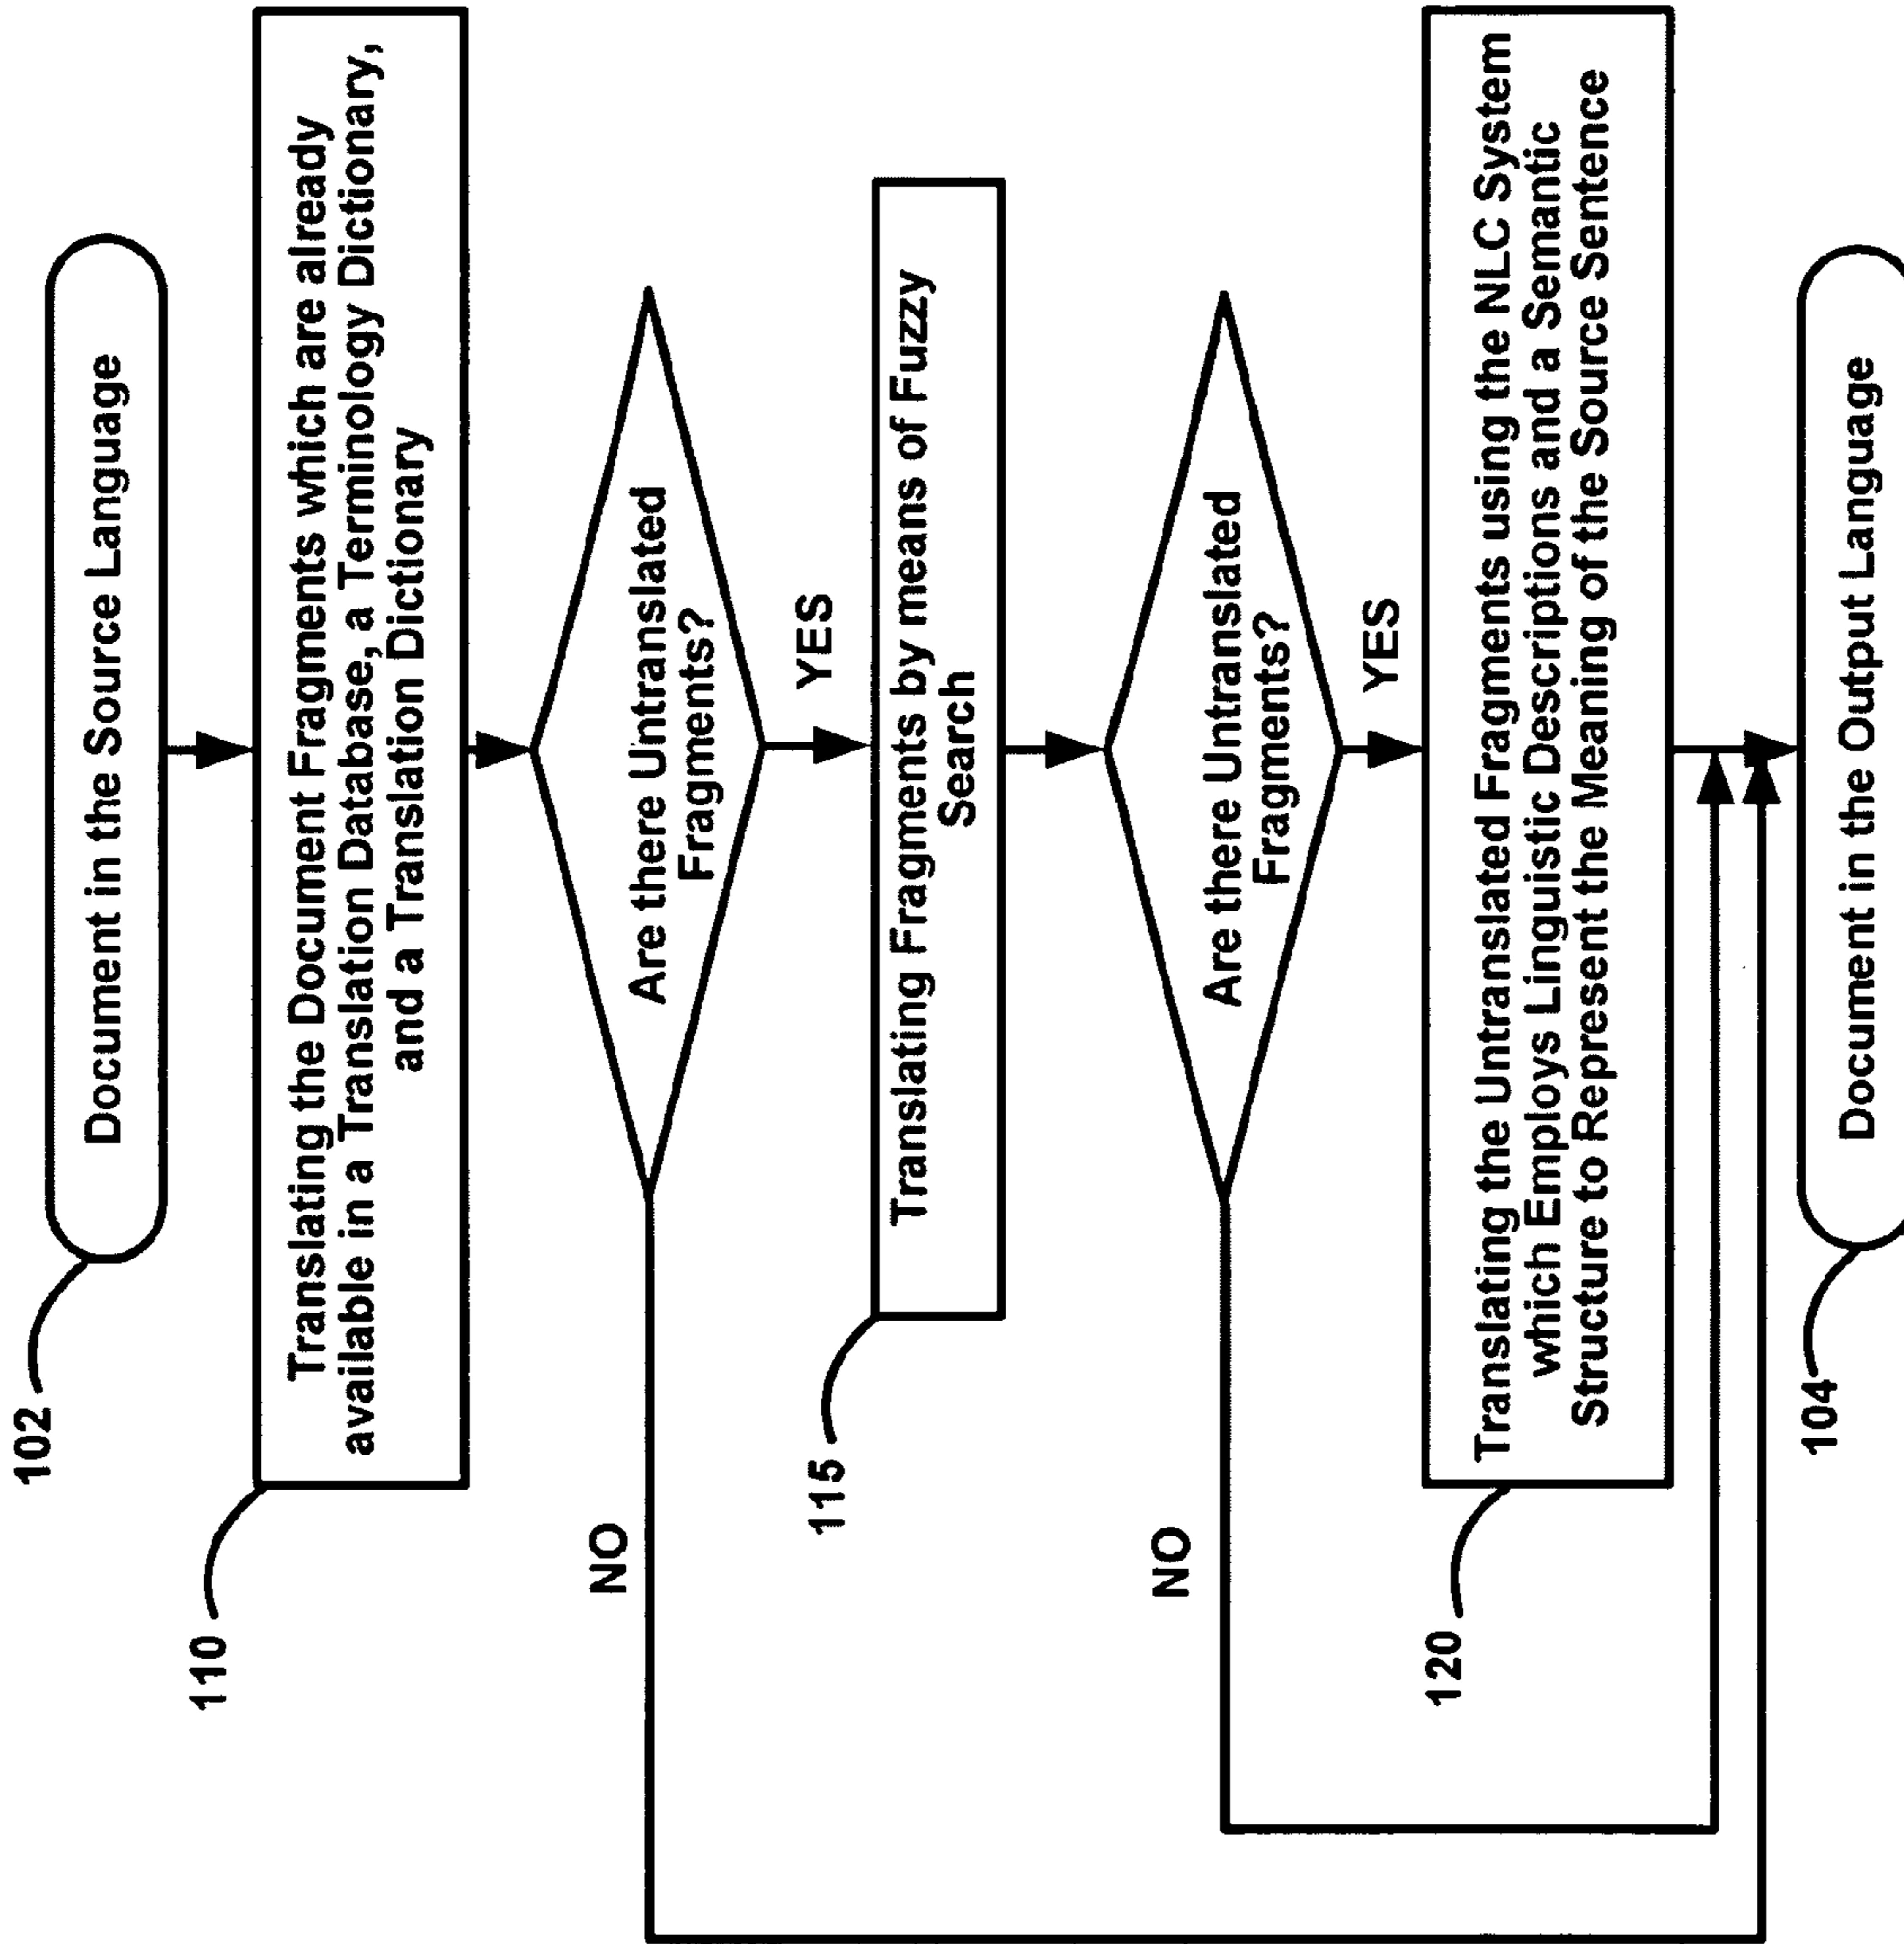 102
Document in the Source Language
110
Translating the Document Fragments which are already
available in a Translation Database, a Terminology Dictionary,
and a Translation Dictionary
Are there Untranslated
Fragments?
NO
YES
115
Translating Fragments by means of Fuzzy
Search
Are there Untranslated
Fragments?
NO
YES
120
Translating the Untranslated Fragments using the NLC System
which Employs Linguistic Descriptions and a Semantic
Structure to Represent the Meaning of the Source Sentence
104
Document in the Output Language